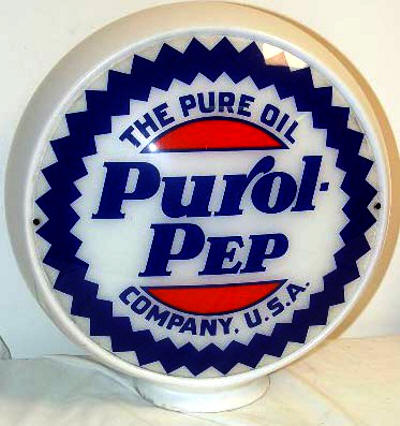 THE PURE OIL
Purol-
PEP
COMPANY, U.S.A.